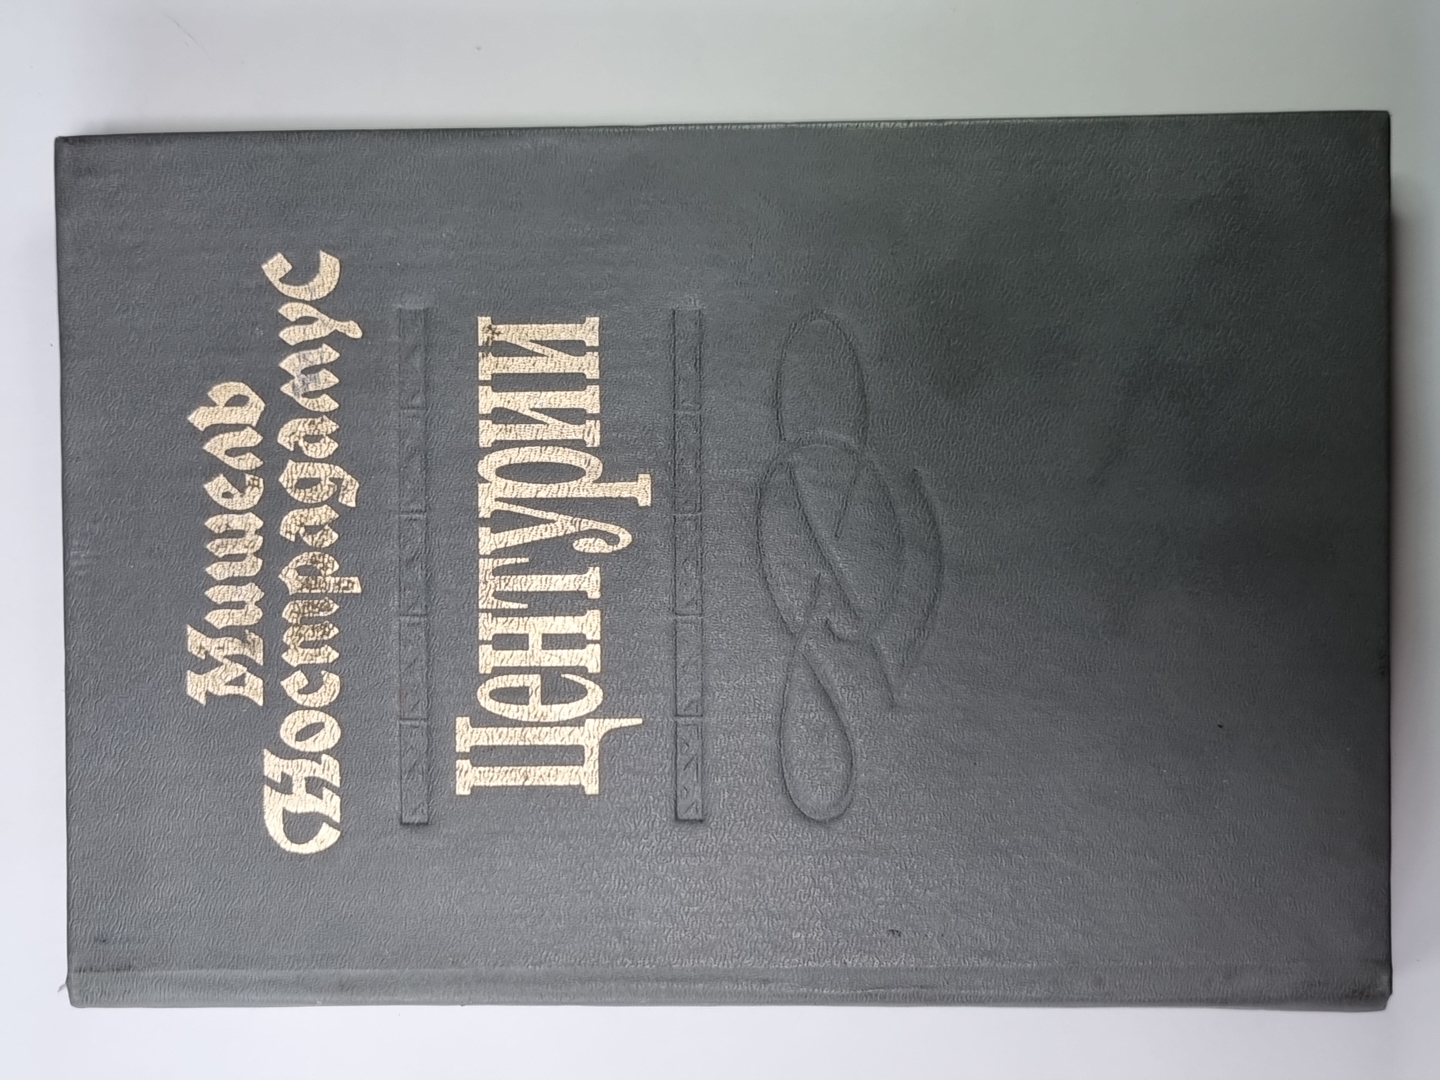 Мишель
Нострадамус
Центурии